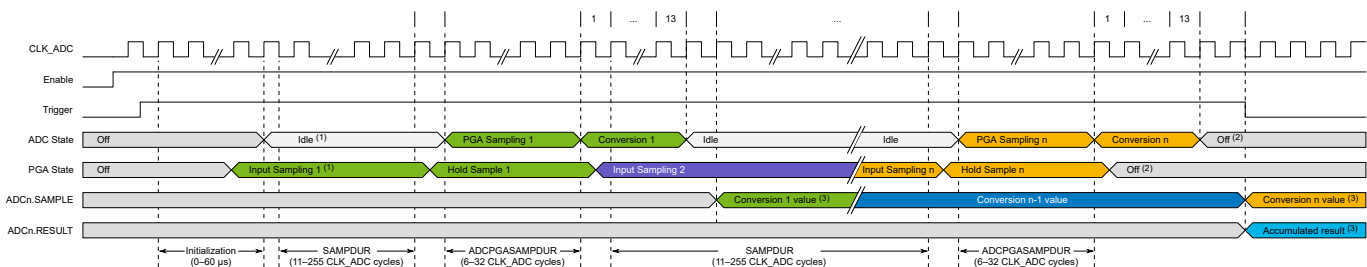 1 ... 13 ... 1 ... 13
CLK_ADC
Enable
Trigger
ADC State Off Idle (1) PGA Sampling 1 Conversion 1 Idle Idle PGA Sampling n Conversion n Off (2)
PGA State Off Input Sampling 1 (1) Hold Sample 1 Input Sampling 2 Input Sampling n Hold Sample n Off (2)
ADCn.SAMPLE Conversion 1 value (3) Conversion n-1 value Conversion n value (3)
ADCn.RESULT Accumulated result (3)
Initialization SAMPDUR ADCPGASAMPDUR SAMPDUR ADCPGASAMPDUR
(0–60 µs) (11–255 CLK_ADC cycles) (6–32 CLK_ADC cycles) (11–255 CLK_ADC cycles) (6–32 CLK_ADC cycles)